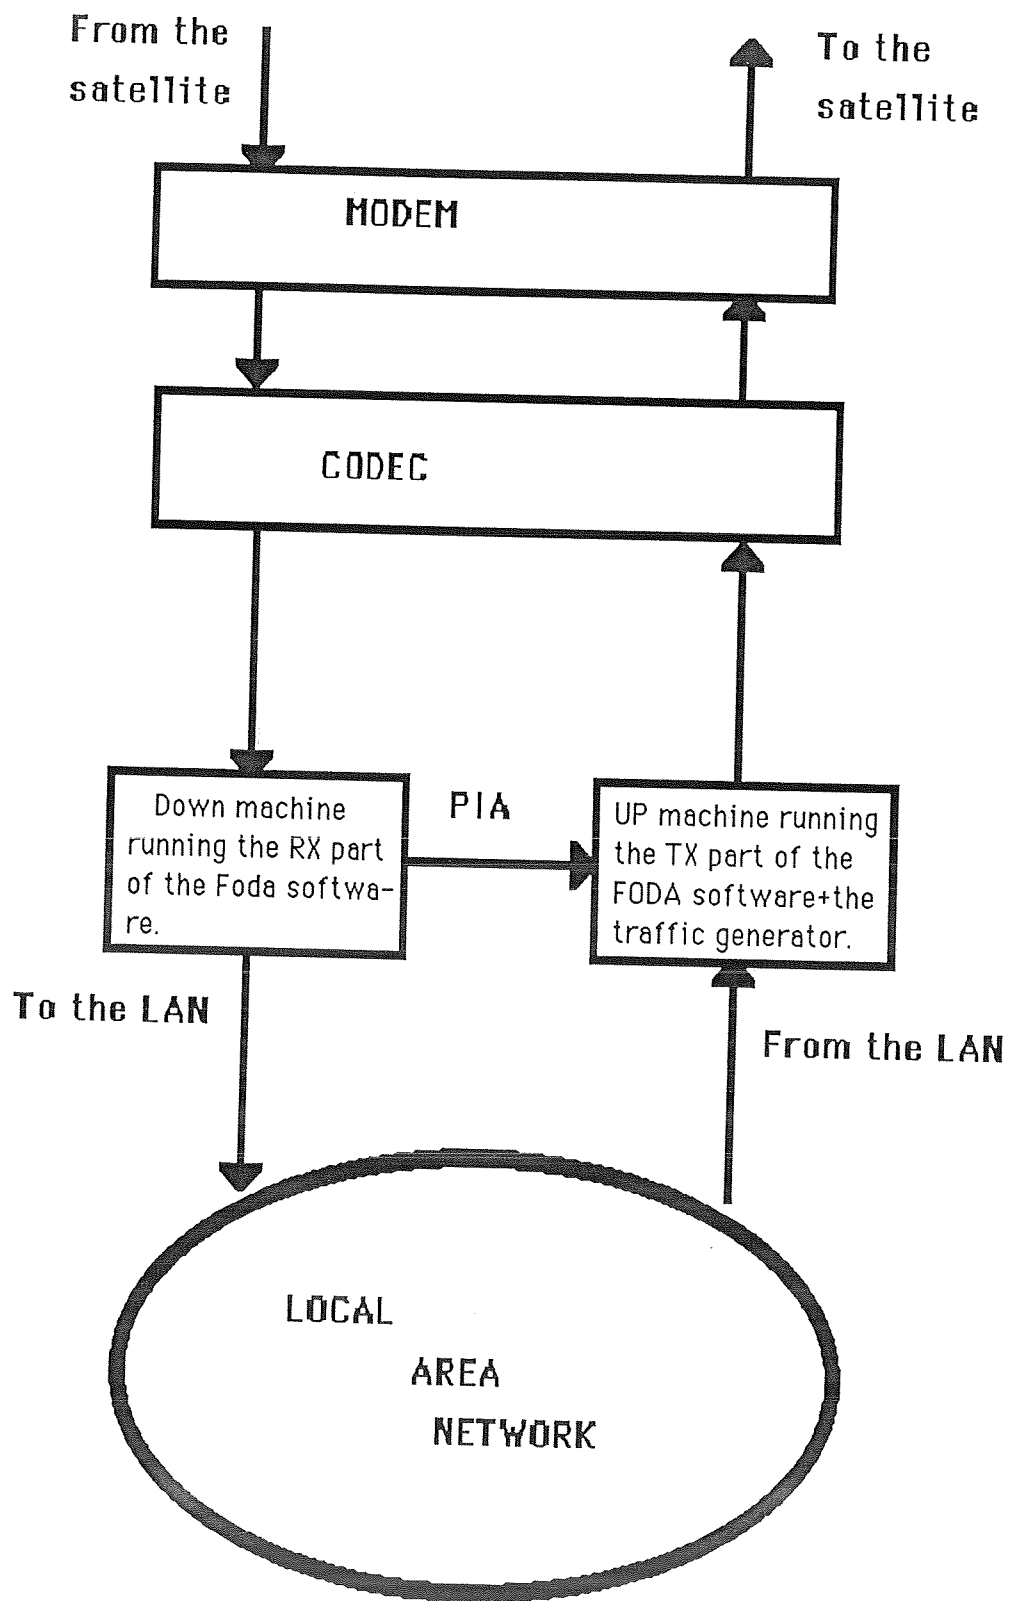 From the
satellite
To the
satellite
MODEM
CODEC
Down machine
running the RX part
of the Foda softwa-
re.
PIA
UP machine running
the TX part of the
FODA software+the
traffic generator.
To the LAN
From the LAN
LOCAL
AREA
NETWORK